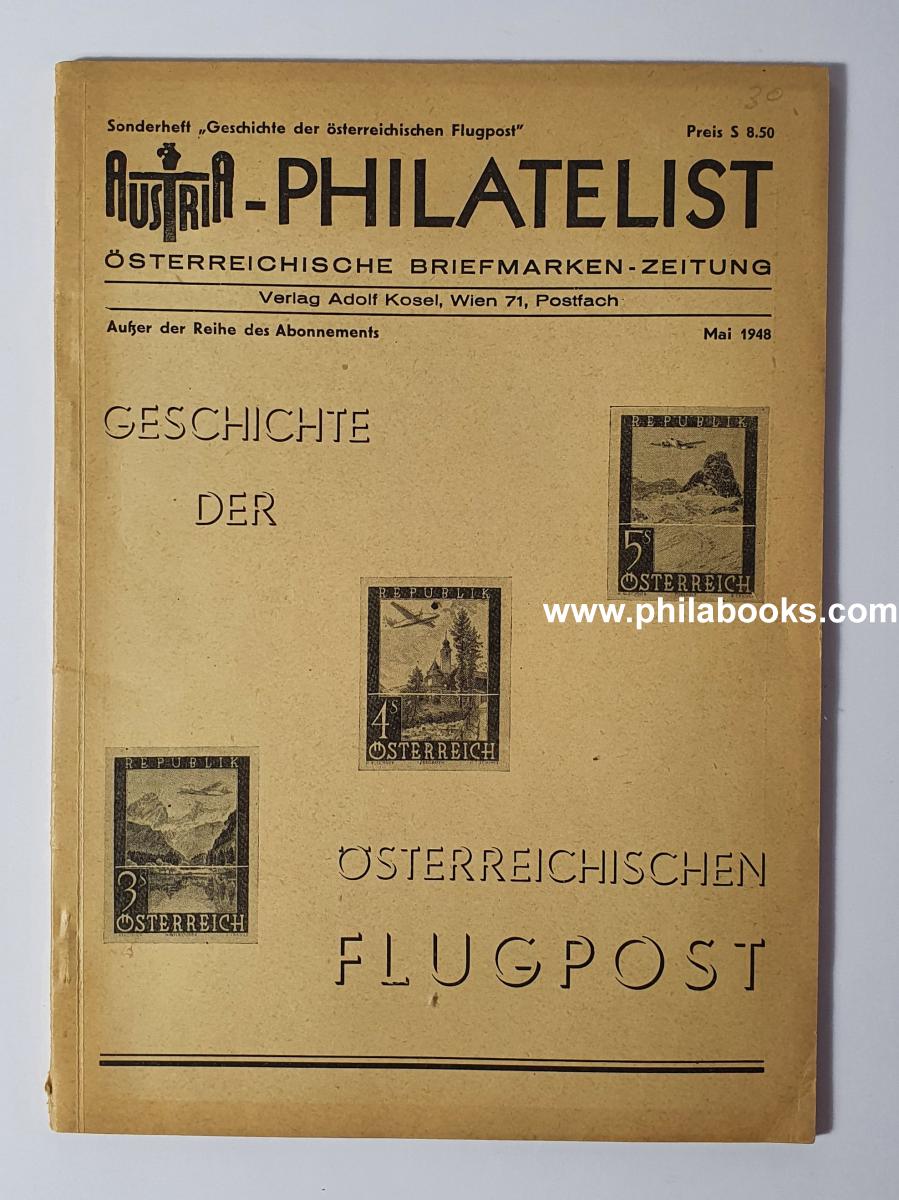 30
Sonderheft „Geschichte der österreichischen Flugpost"
Preis S 8.50
AUSTRIA-PHILATELIST
ÖSTERREICHISCHE BRIEFMARKEN-ZEITUNG
Verlag Adolf Kosel, Wien 71, Postfach
Außer der Reihe des Abonnements
Mai 1948
GESCHICHTE
DER
REPUBLIK
5S
ÖSTERREICH
www.philabooks.com
REPUBLIK
4S
ÖSTERREICH
REPUBLIK
3S
ÖSTERREICH
ÖSTERREICHISCHEN
FLUGPOST